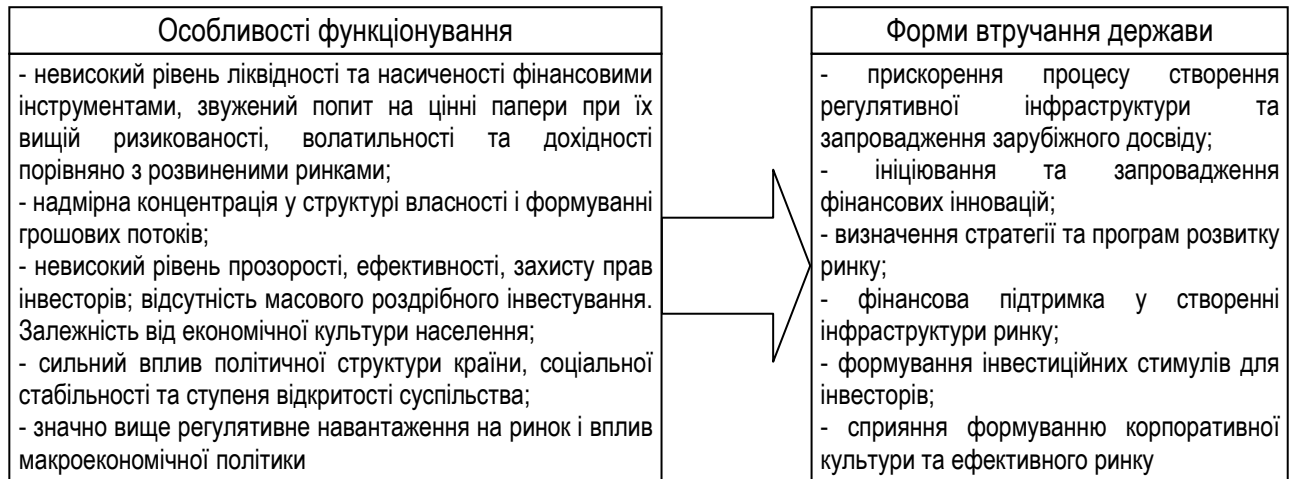 Особливості функціонування
- невисокий рівень ліквідності та насиченості фінансовими
інструментами, звужений попит на цінні папери при їх
вищій ризикованості, волатильності та дохідності
порівняно з розвиненими ринками;
- надмірна концентрація у структурі власності і формуванні
грошових потоків;
- невисокий рівень прозорості, ефективності, захисту прав
інвесторів; відсутність масового роздрібного інвестування.
Залежність від економічної культури населення;
- сильний вплив політичної структури країни, соціальної
стабільності та ступеня відкритості суспільства;
- значно вище регулятивне навантаження на ринок і вплив
макроекономічної політики
Форми втручання держави
- прискорення процесу створення
регулятивної інфраструктури та
запровадження зарубіжного досвіду;
- ініціювання та запровадження
фінансових інновацій;
- визначення стратегії та програм розвитку
ринку;
- фінансова підтримка у створенні
інфраструктури ринку;
- формування інвестиційних стимулів для
інвесторів;
- сприяння формуванню корпоративної
культури та ефективного ринку